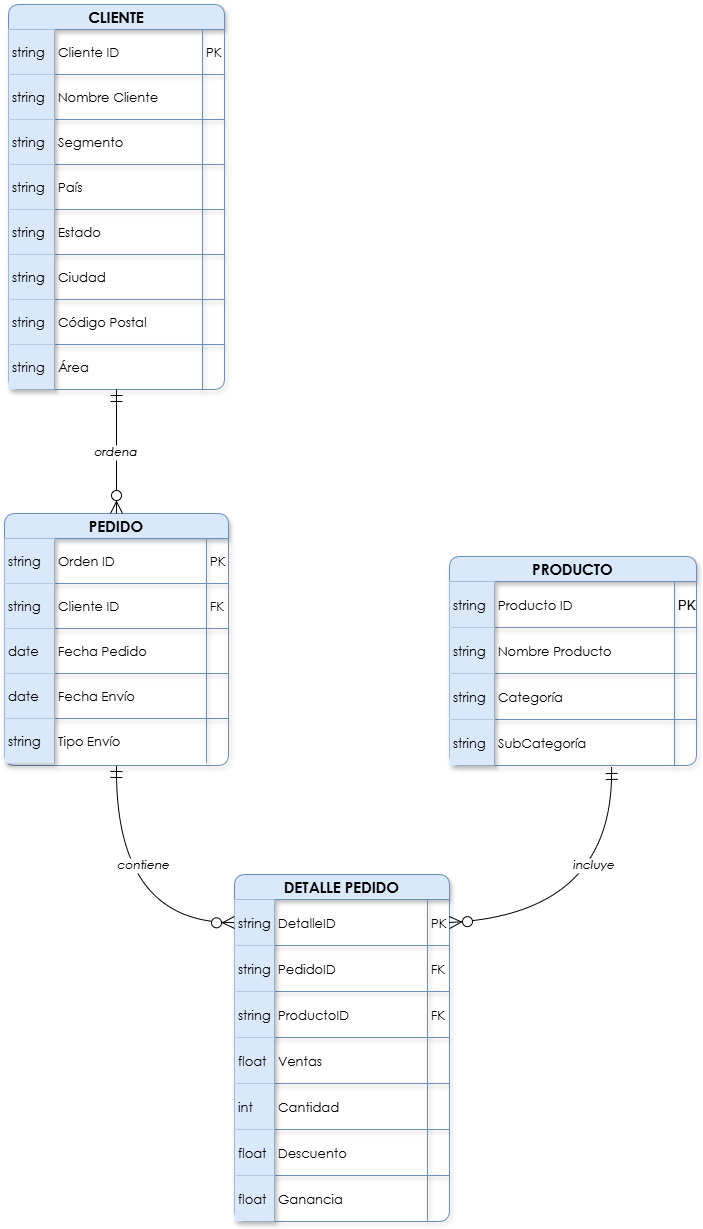 CLIENTE
string Cliente ID PK
string Nombre Cliente
string Segmento
string País
string Estado
string Ciudad
string Código Postal
string Área
ordena
PEDIDO
string Orden ID PK
string Cliente ID FK
date Fecha Pedido
date Fecha Envío
string Tipo Envío
PRODUCTO
string Producto ID PK
string Nombre Producto
string Categoría
string SubCategoría
contiene
incluye
DETALLE PEDIDO
string DetalleID PK
string PedidoID FK
string ProductoID FK
float Ventas
int Cantidad
float Descuento
float Ganancia